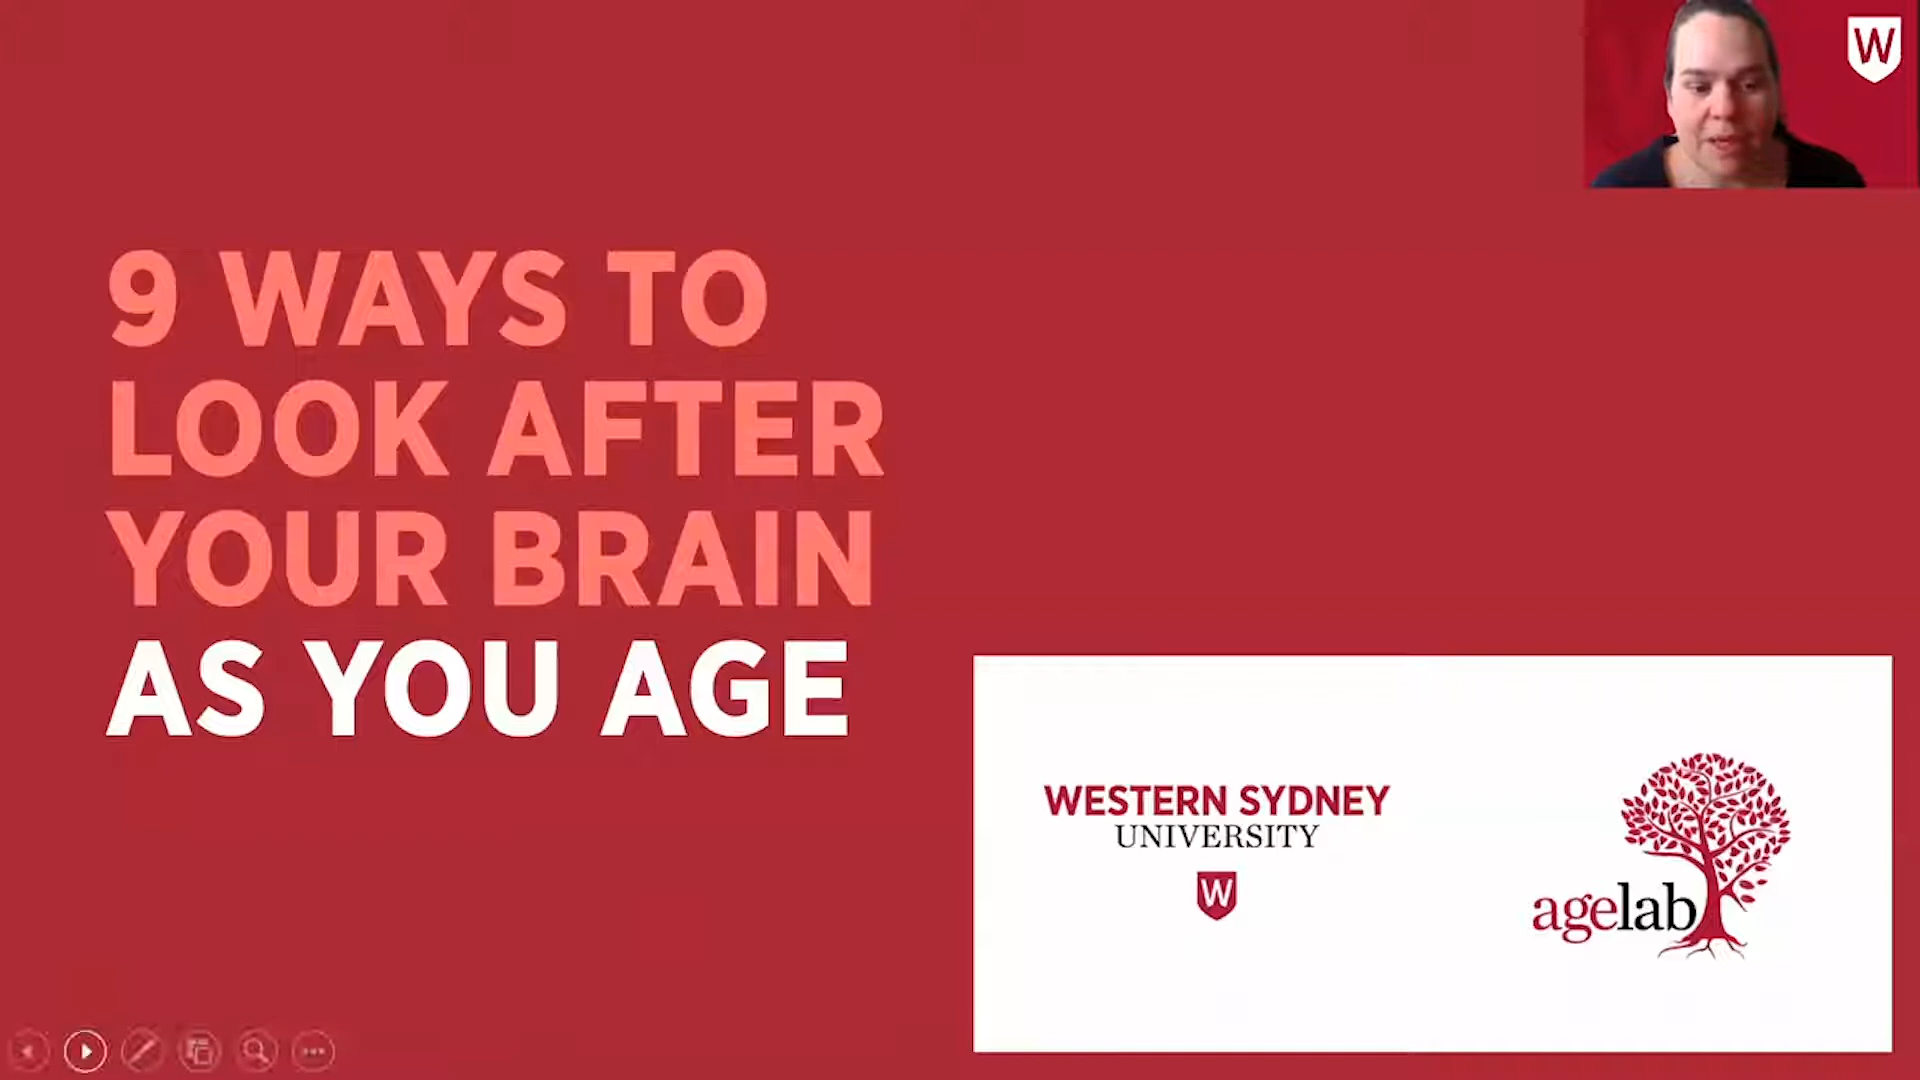 W
9 WAYS TO
LOOK AFTER
YOUR BRAIN
AS YOU AGE
WESTERN SYDNEY
UNIVERSITY
W
agelab